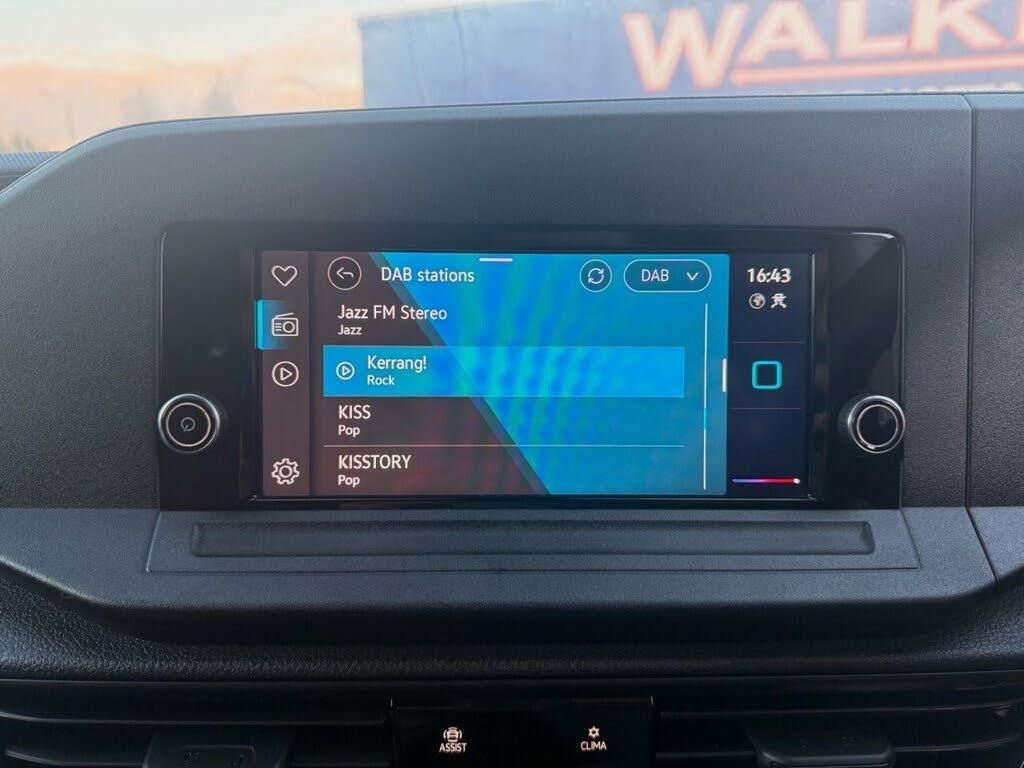 WALK
DAB stations
DAB
16:43
Jazz FM Stereo
Jazz
Kerrang!
Rock
KISS
Pop
KISSTORY
Pop
ASSIST
CLIMA